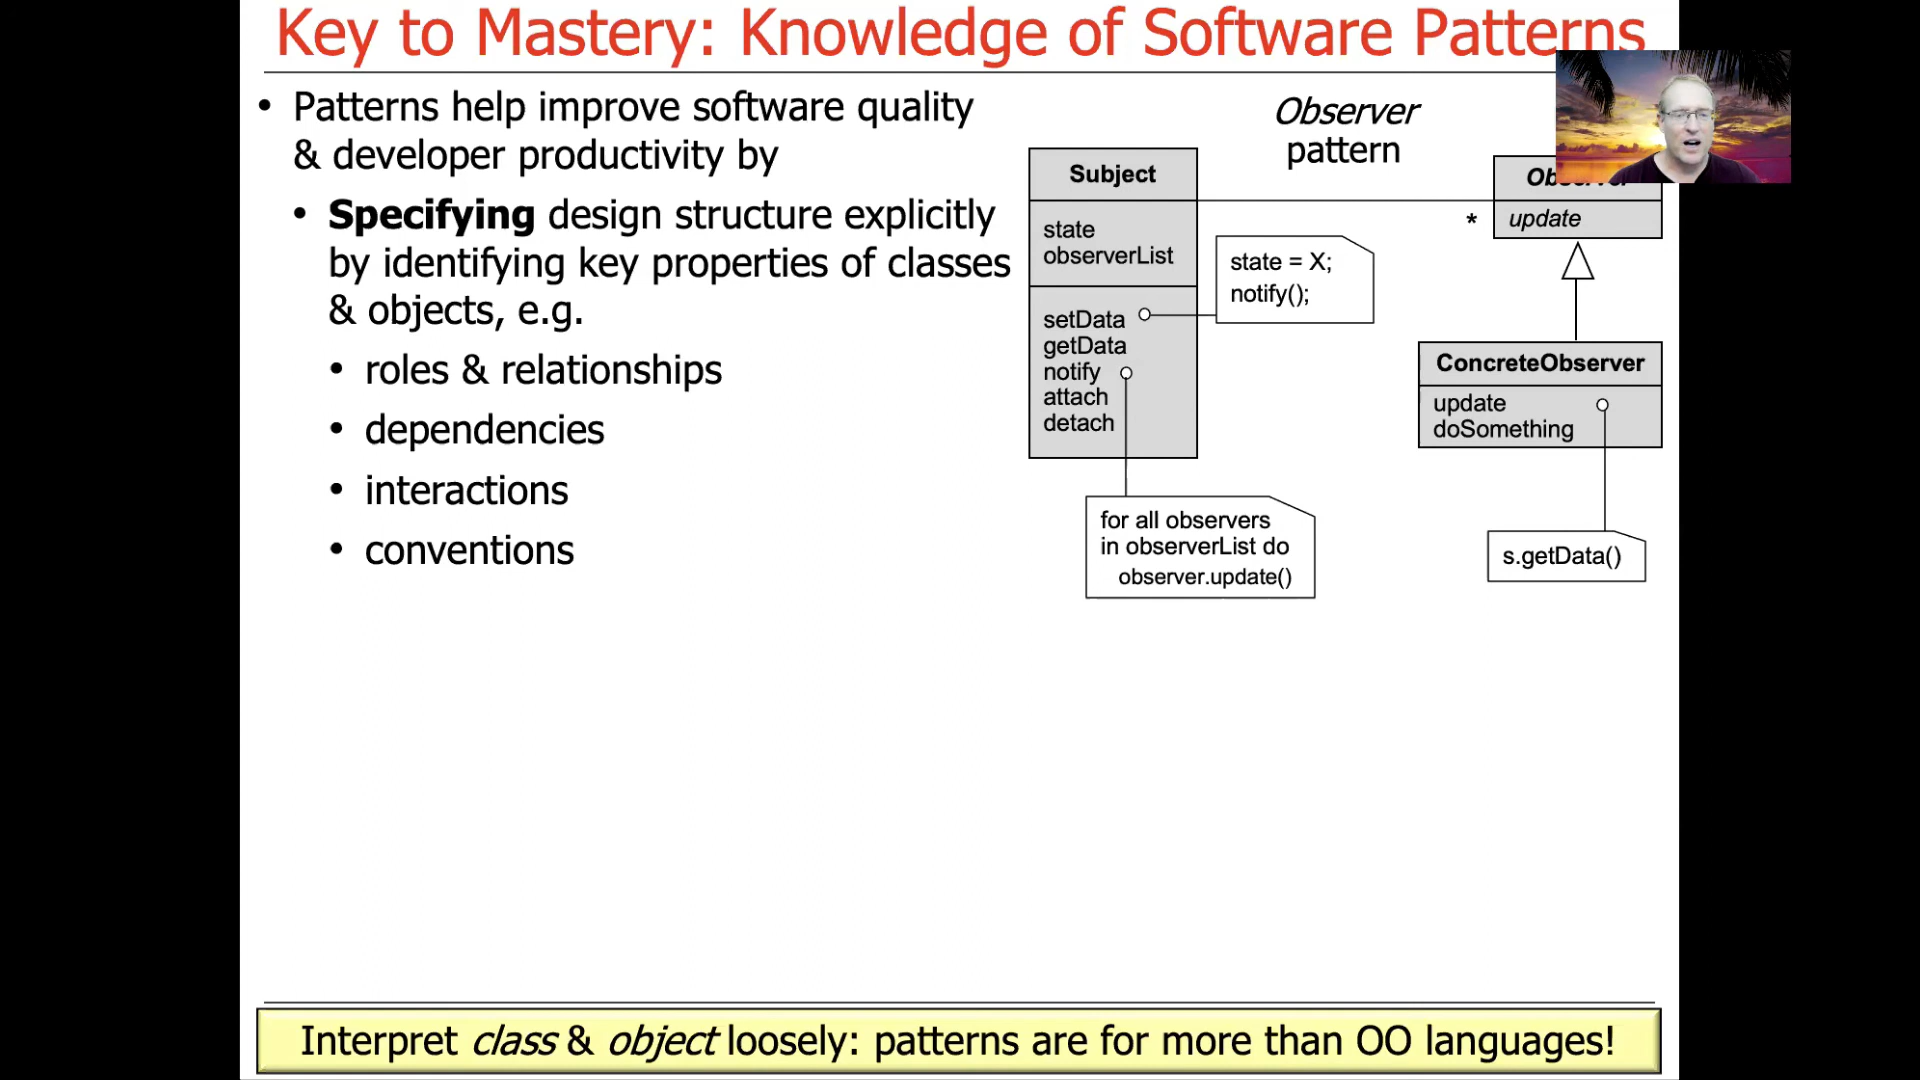 Key to Mastery: Knowledge of Software Patterns
• Patterns help improve software quality
& developer productivity by
• Specifying design structure explicitly
by identifying key properties of classes
& objects, e.g.
• roles & relationships
• dependencies
• interactions
• conventions
Observer
pattern
Subject
state
observerList
setData
getData
notify
attach
detach
state = X;
notify();
for all observers
in observerList do
observer.update()
*
Observer
update
ConcreteObserver
update
doSomething
s.getData()
Interpret class & object loosely: patterns are for more than OO languages!